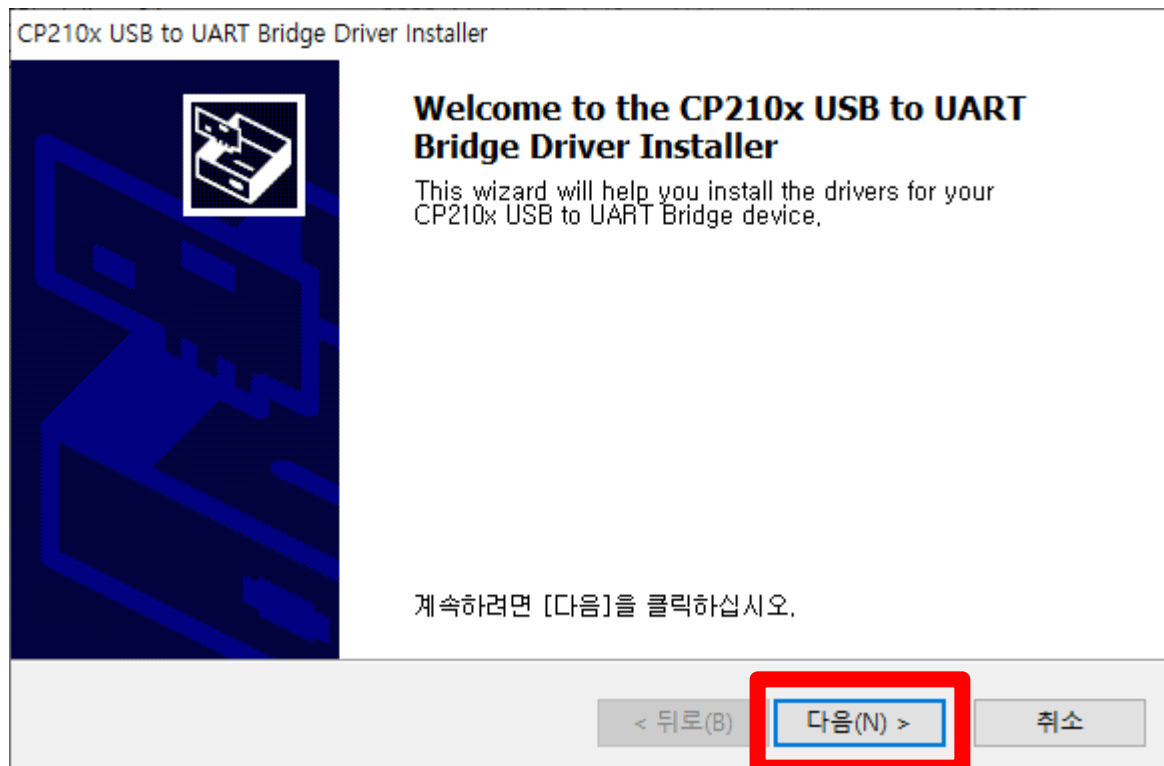 CP210x USB to UART Bridge Driver Installer
Welcome to the CP210x USB to UART
Bridge Driver Installer
This wizard will help you install the drivers for your
CP210x USB to UART Bridge device.
계속하려면 [다음]을 클릭하십시오.
< 뒤로(B)
다음(N) >
취소